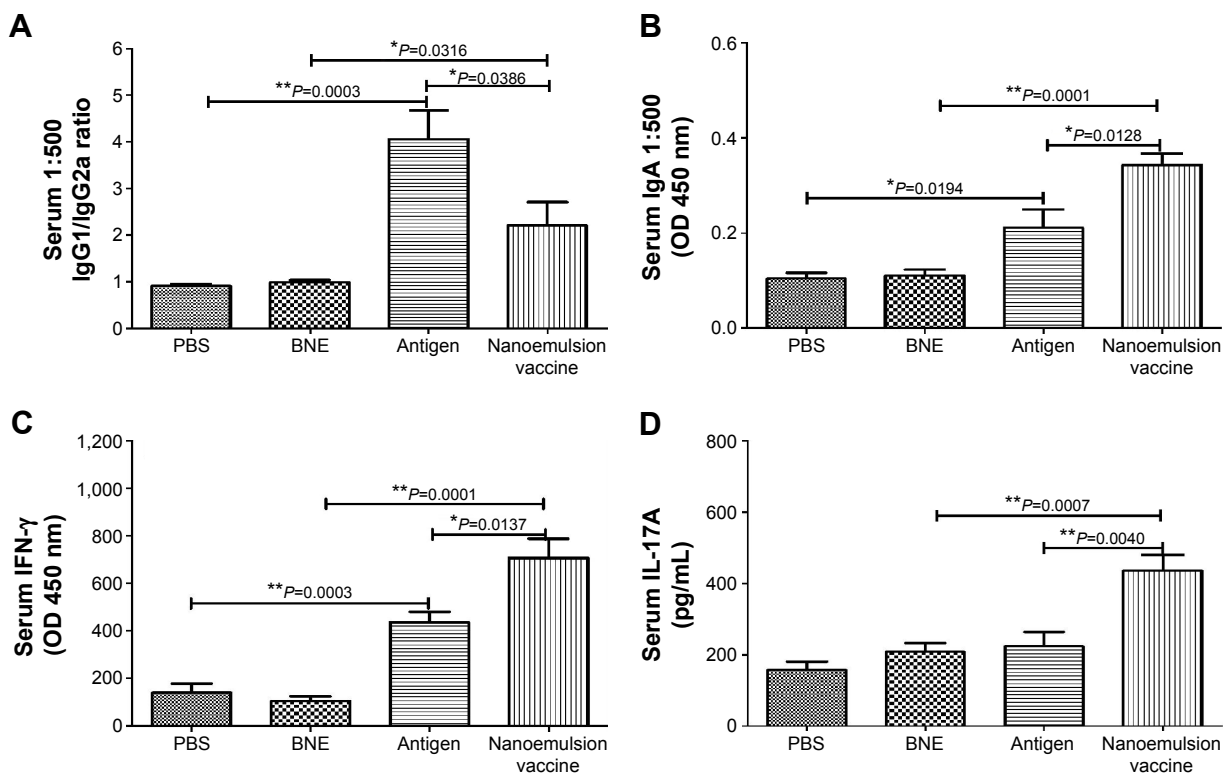 A
Serum 1:500
IgG1/IgG2a ratio
6
5
4
3
2
1
0
*P=0.0316
*P=0.0386
**P=0.0003
PBS
BNE
Antigen
Nanoemulsion
vaccine
B
Serum IgA 1:500
(OD 450 nm)
0.6
0.4
0.2
0.0
**P=0.0001
*P=0.0128
*P=0.0194
PBS
BNE
Antigen
Nanoemulsion
vaccine
C
Serum IFN-γ
(OD 450 nm)
1,200
1,000
800
600
400
200
0
**P=0.0001
*P=0.0137
**P=0.0003
PBS
BNE
Antigen
Nanoemulsion
vaccine
D
Serum IL-17A
(pg/mL)
800
600
400
200
0
**P=0.0007
**P=0.0040
PBS
BNE
Antigen
Nanoemulsion
vaccine